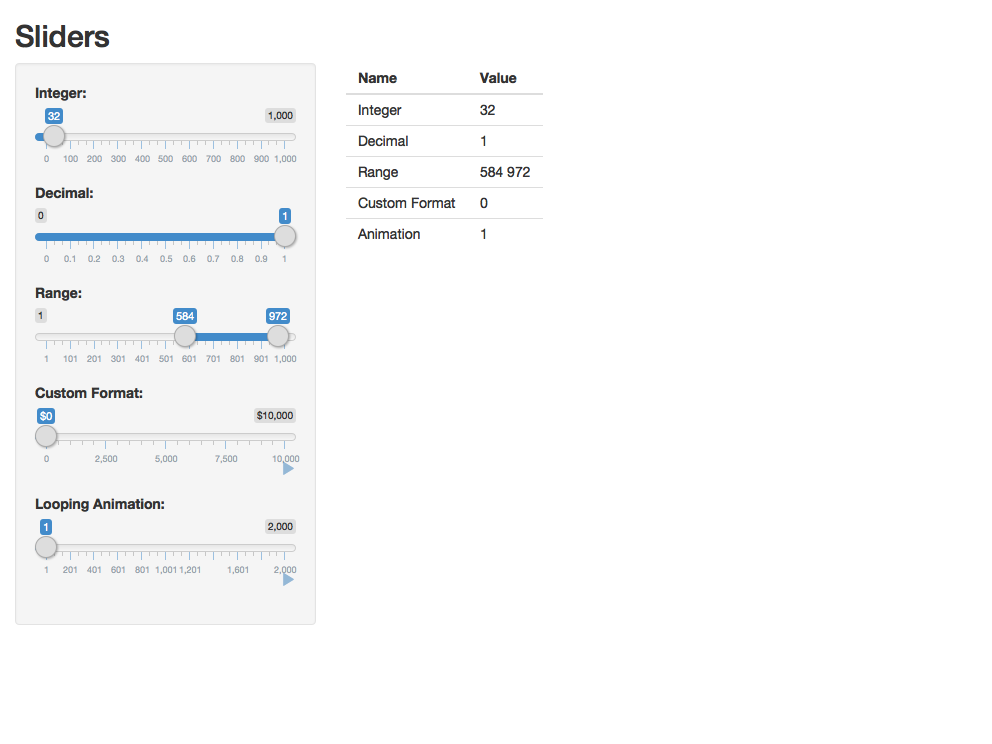 Sliders
Integer:
32 1,000
0 100 200 300 400 500 600 700 800 900 1,000
Decimal:
0 1
0 0.1 0.2 0.3 0.4 0.5 0.6 0.7 0.8 0.9 1
Range:
1 584 972
1 101 201 301 401 501 601 701 801 901 1,000
Custom Format:
$0 $10,000
0 2,500 5,000 7,500 10,000
Looping Animation:
1 2,000
1 201 401 601 801 1,001 1,201 1,601 2,000
Name Value
Integer 32
Decimal 1
Range 584 972
Custom Format 0
Animation 1